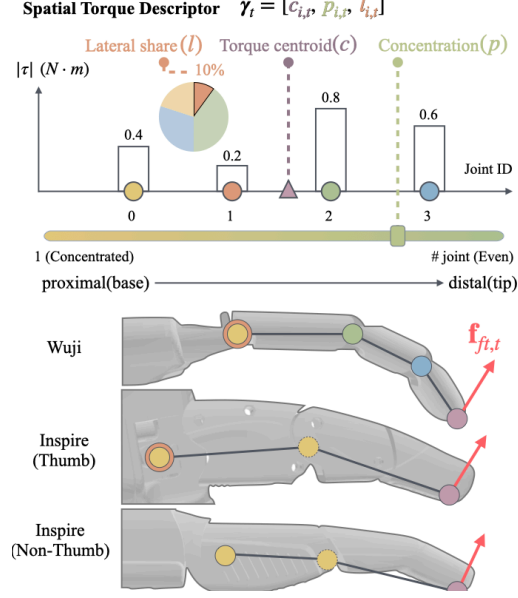 Spatial Torque Descriptor γₜ = [cᵢ,ₜ, pᵢ,ₜ, lᵢ,ₜ]
Lateral share(l) Torque centroid(c) Concentration(p)
10%
|τ| (N · m)
0.4 0.2 0.8 0.6
Joint ID
0 1 2 3
1 (Concentrated) # joint (Even)
proximal(base) distal(tip)
Wuji
f_{ft,t}
Inspire
(Thumb)
Inspire
(Non-Thumb)